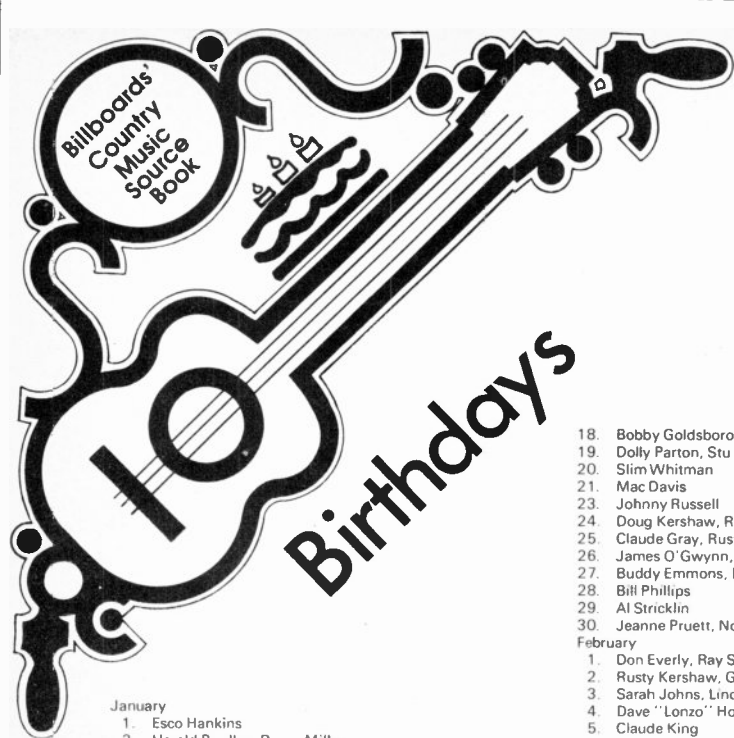 Billboards'
Country
Music
Source
Book
Birthdays
January
1. Esco Hankins
18. Bobby Goldsboro
19. Dolly Parton, Stu
20. Slim Whitman
21. Mac Davis
23. Johnny Russell
24. Doug Kershaw, R
25. Claude Gray, Rus
26. James O'Gwynn,
27. Buddy Emmons,
28. Bill Phillips
29. Al Stricklin
30. Jeanne Pruett, No
February
1. Don Everly, Ray S
2. Rusty Kershaw, G
3. Sarah Johns, Lind
4. Dave "Lonzo" Ho
5. Claude King